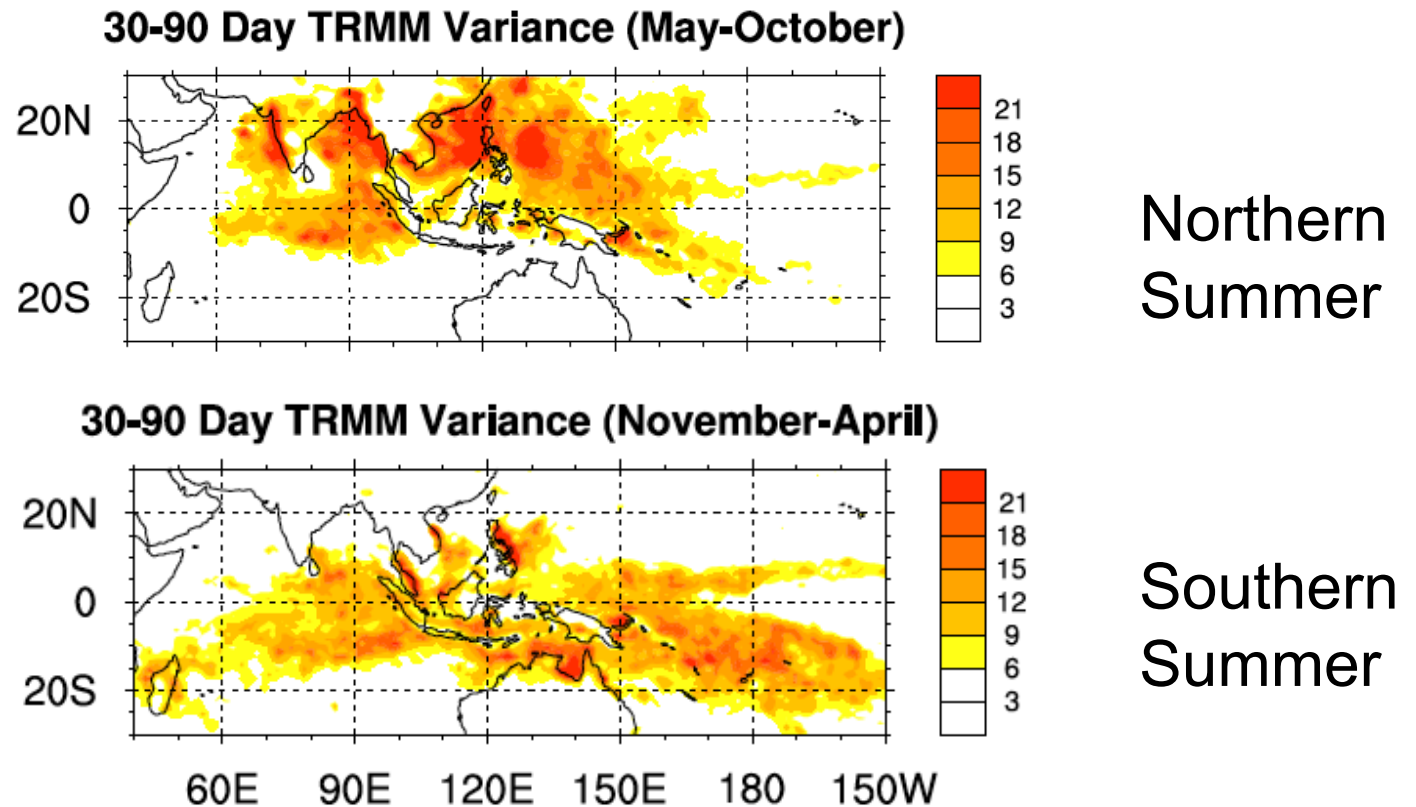 30-90 Day TRMM Variance (May-October)
20N
0
20S
21
18
15
12
9
6
3
Northern
Summer
30-90 Day TRMM Variance (November-April)
20N
0
20S
60E 90E 120E 150E 180 150W
21
18
15
12
9
6
3
Southern
Summer